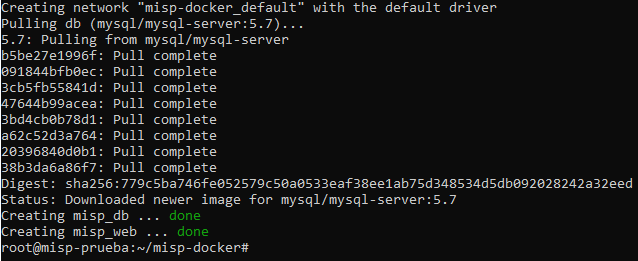 Creating network "misp-docker_default" with the default driver
Pulling db (mysql/mysql-server:5.7)...
5.7: Pulling from mysql/mysql-server
b5be27e1996f: Pull complete
091844bfb0ec: Pull complete
3cb5fb55841d: Pull complete
47644b99acea: Pull complete
3bd4cb0b78d1: Pull complete
a62c52d3a764: Pull complete
20396840d0b1: Pull complete
38b3da6a86f7: Pull complete
Digest: sha256:779c5ba746fe052579c50a0533eaf38ee1ab75d348534d5db092028242a32eed
Status: Downloaded newer image for mysql/mysql-server:5.7
Creating misp_db ... done
Creating misp_web ... done
root@misp-prueba:~/misp-docker#